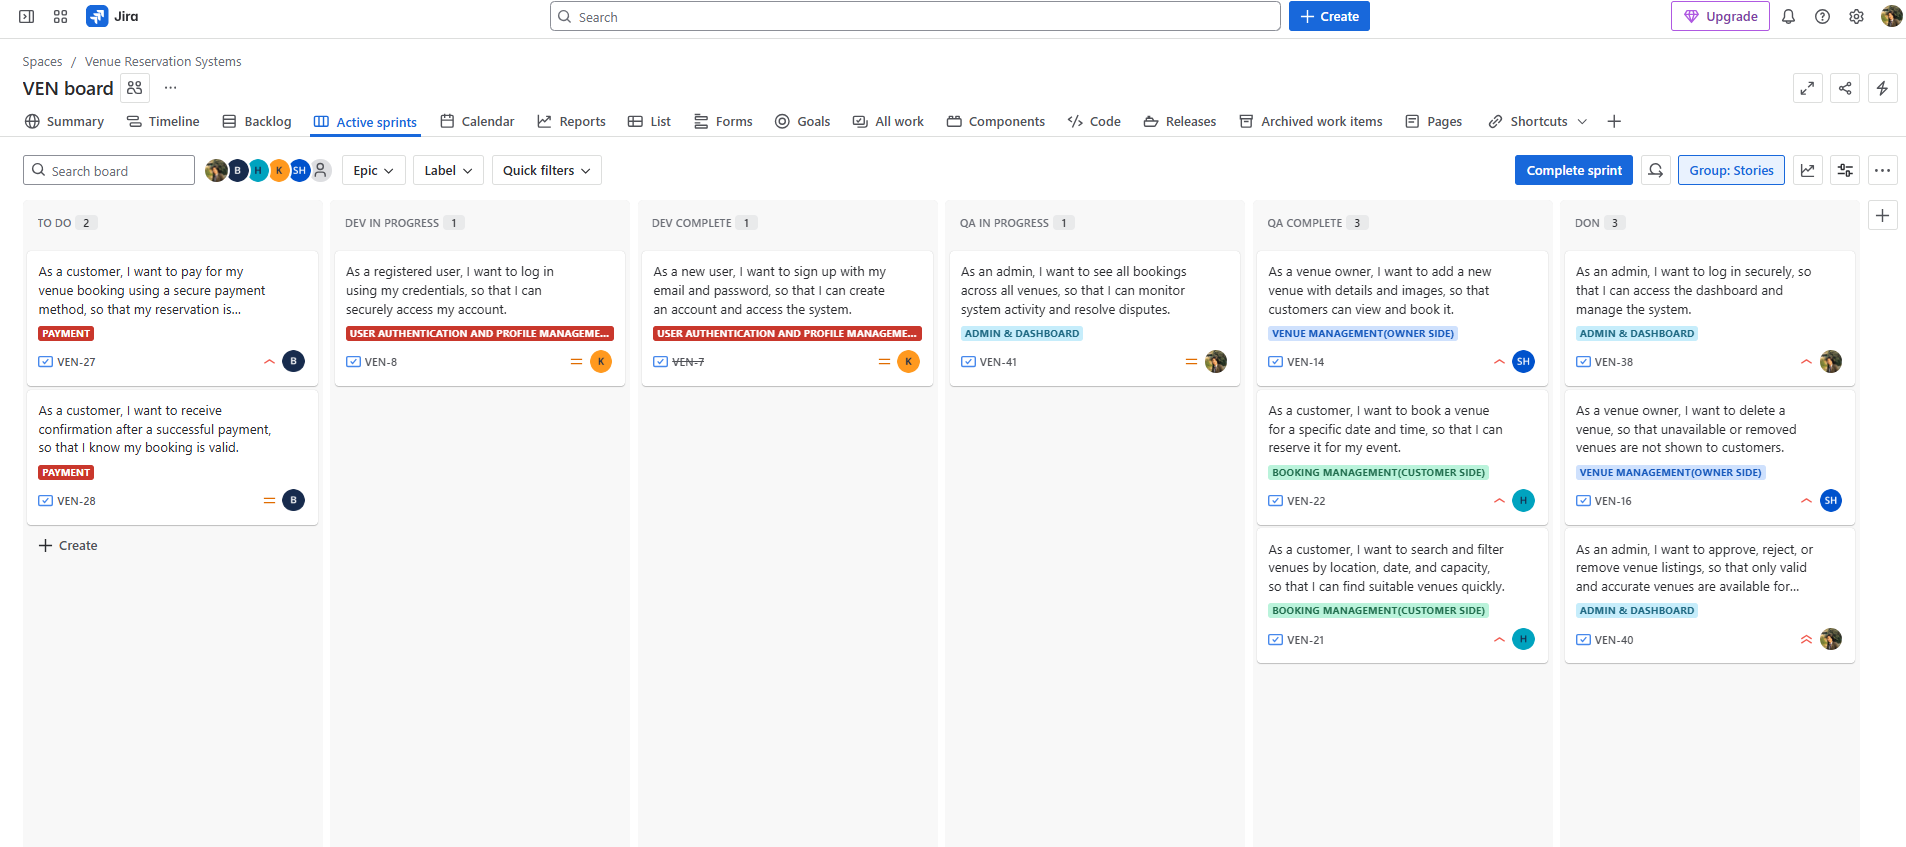 Jira
Search
Create
Upgrade
Spaces / Venue Reservation Systems
VEN board
Summary
Timeline
Backlog
Active sprints
Calendar
Reports
List
Forms
Goals
All work
Components
Code
Releases
Archived work items
Pages
Shortcuts
Search board
B
H
K
SH
Epic
Label
Quick filters
Complete sprint
Group: Stories
TO DO 2
As a customer, I want to pay for my
venue booking using a secure payment
method, so that my reservation is...
PAYMENT
VEN-27
B
As a customer, I want to receive
confirmation after a successful payment,
so that I know my booking is valid.
PAYMENT
VEN-28
B
Create
DEV IN PROGRESS 1
As a registered user, I want to log in
using my credentials, so that I can
securely access my account.
USER AUTHENTICATION AND PROFILE MANAGEME...
VEN-8
K
DEV COMPLETE 1
As a new user, I want to sign up with my
email and password, so that I can create
an account and access the system.
USER AUTHENTICATION AND PROFILE MANAGEME...
VEN-7
K
QA IN PROGRESS 1
As an admin, I want to see all bookings
across all venues, so that I can monitor
system activity and resolve disputes.
ADMIN & DASHBOARD
VEN-41
QA COMPLETE 3
As a venue owner, I want to add a new
venue with details and images, so that
customers can view and book it.
VENUE MANAGEMENT(OWNER SIDE)
VEN-14
SH
As a customer, I want to book a venue
for a specific date and time, so that I can
reserve it for my event.
BOOKING MANAGEMENT(CUSTOMER SIDE)
VEN-22
H
As a customer, I want to search and filter
venues by location, date, and capacity,
so that I can find suitable venues quickly.
BOOKING MANAGEMENT(CUSTOMER SIDE)
VEN-21
H
DON 3
As an admin, I want to log in securely, so
that I can access the dashboard and
manage the system.
ADMIN & DASHBOARD
VEN-38
As a venue owner, I want to delete a
venue, so that unavailable or removed
venues are not shown to customers.
VENUE MANAGEMENT(OWNER SIDE)
VEN-16
SH
As an admin, I want to approve, reject, or
remove venue listings, so that only valid
and accurate venues are available for...
ADMIN & DASHBOARD
VEN-40